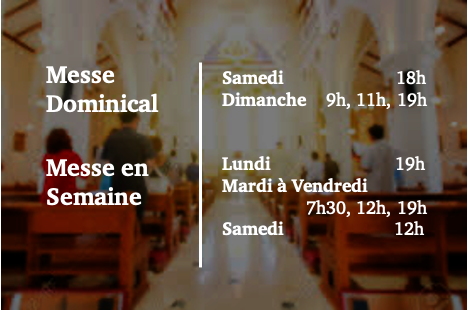 Messe
Dominical
Samedi 18h
Dimanche 9h, 11h, 19h
Messe en
Semaine
Lundi 19h
Mardi à Vendredi
7h30, 12h, 19h
Samedi 12h